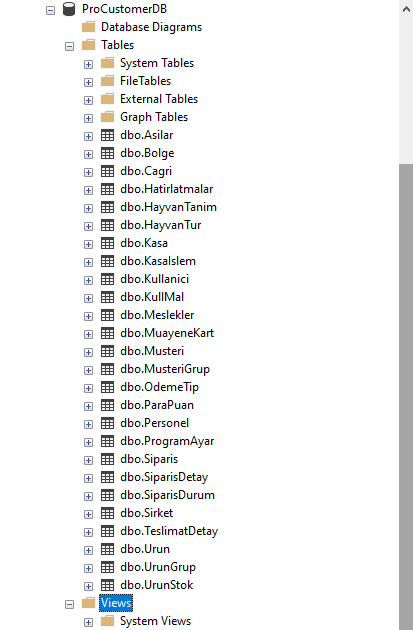 ProCustomerDB
Database Diagrams
Tables
System Tables
FileTables
External Tables
Graph Tables
dbo.Asilar
dbo.Bolge
dbo.Cagri
dbo.Hatirlatmalar
dbo.HayvanTanim
dbo.HayvanTur
dbo.Kasa
dbo.KasaIslem
dbo.Kullanici
dbo.KullMal
dbo.Meslekler
dbo.MuayeneKart
dbo.Musteri
dbo.MusteriGrup
dbo.OdemeTip
dbo.ParaPuan
dbo.Personel
dbo.ProgramAyar
dbo.Siparis
dbo.SiparisDetay
dbo.SiparisDurum
dbo.Sirket
dbo.TeslimatDetay
dbo.Urun
dbo.UrunGrup
dbo.UrunStok
Views
System Views